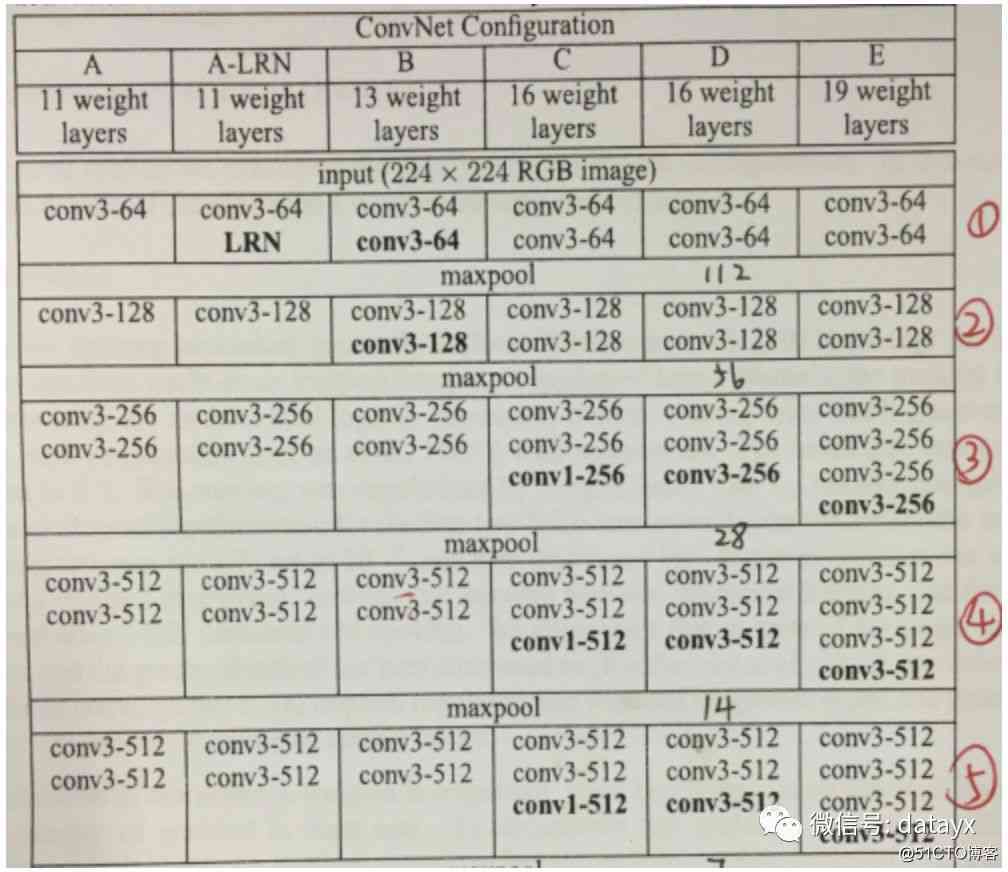 ConvNet Configuration
A A-LRN B C D E
11 weight layers 11 weight layers 13 weight layers 16 weight layers 16 weight layers 19 weight layers
input (224 × 224 RGB image)
conv3-64 conv3-64 conv3-64 conv3-64 conv3-64 conv3-64 ①
LRN conv3-64 conv3-64 conv3-64 conv3-64
maxpool 112
conv3-128 conv3-128 conv3-128 conv3-128 conv3-128 conv3-128 ②
conv3-128 conv3-128 conv3-128 conv3-128
maxpool 56
conv3-256 conv3-256 conv3-256 conv3-256 conv3-256 conv3-256
conv3-256 conv3-256 conv3-256 conv3-256 conv3-256 conv3-256 ③
conv1-256 conv3-256 conv3-256
conv3-256
maxpool 28
conv3-512 conv3-512 conv3-512 conv3-512 conv3-512 conv3-512
conv3-512 conv3-512 conv3-512 conv3-512 conv3-512 conv3-512 ④
conv1-512 conv3-512 conv3-512
conv3-512
maxpool 14
conv3-512 conv3-512 conv3-512 conv3-512 conv3-512 conv3-512
conv3-512 conv3-512 conv3-512 conv3-512 conv3-512 conv3-512 ⑤
conv1-512 conv3-512 conv3-512
微信号: datayx
conv3-512
@51CTO博客